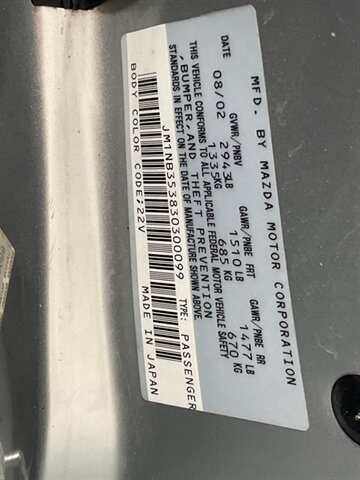 MFD. BY MAZDA MOTOR CORPORATION
DATE GVWR/PNBV GAWR/PNBE FRT GAWR/PNBE RR
08/02 2943LB 1510 LB 1477 LB
1335KG 685 KG 670 KG
THIS VEHICLE CONFORMS TO ALL APPLICABLE FEDERAL MOTOR VEHICLE SAFETY
,BUMPER,AND THEFT PREVENTION
STANDARDS IN EFFECT ON THE DATE OF MANUFACTURE SHOWN ABOVE.
JM1NB353830300099 TYPE: PASSENGER
BODY COLOR CODE:22V MADE IN JAPAN